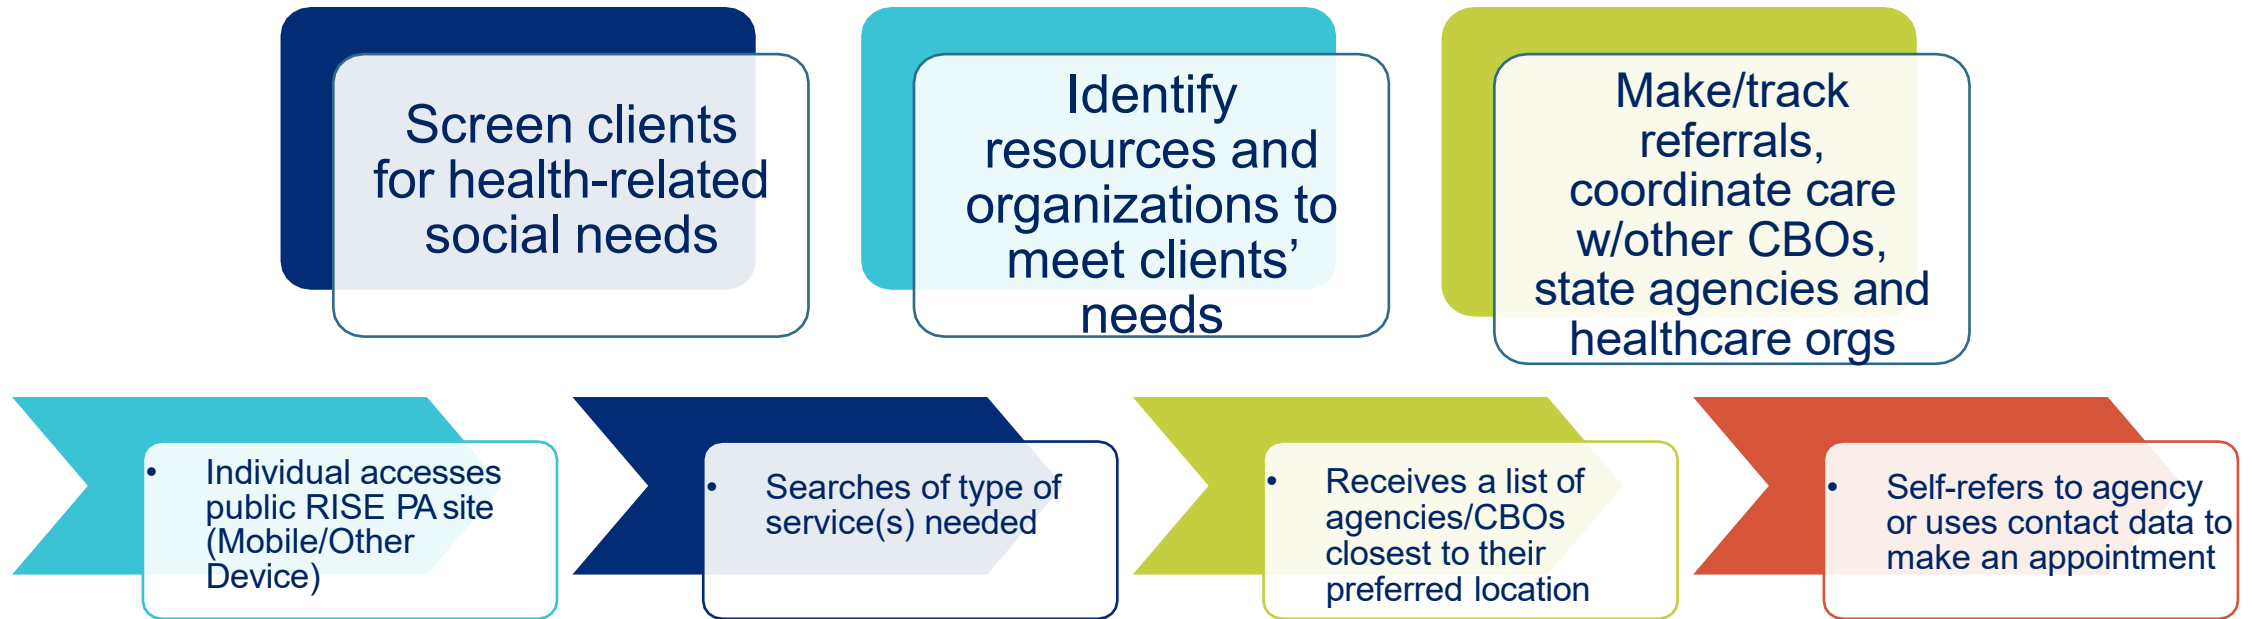 Screen clients
for health-related
social needs
Identify
resources and
organizations to
meet clients’
needs
Make/track
referrals,
coordinate care
w/other CBOs,
state agencies and
healthcare orgs
• Individual accesses
public RISE PA site
(Mobile/Other
Device)
• Searches of type of
service(s) needed
• Receives a list of
agencies/CBOs
closest to their
preferred location
• Self-refers to agency
or uses contact data to
make an appointment